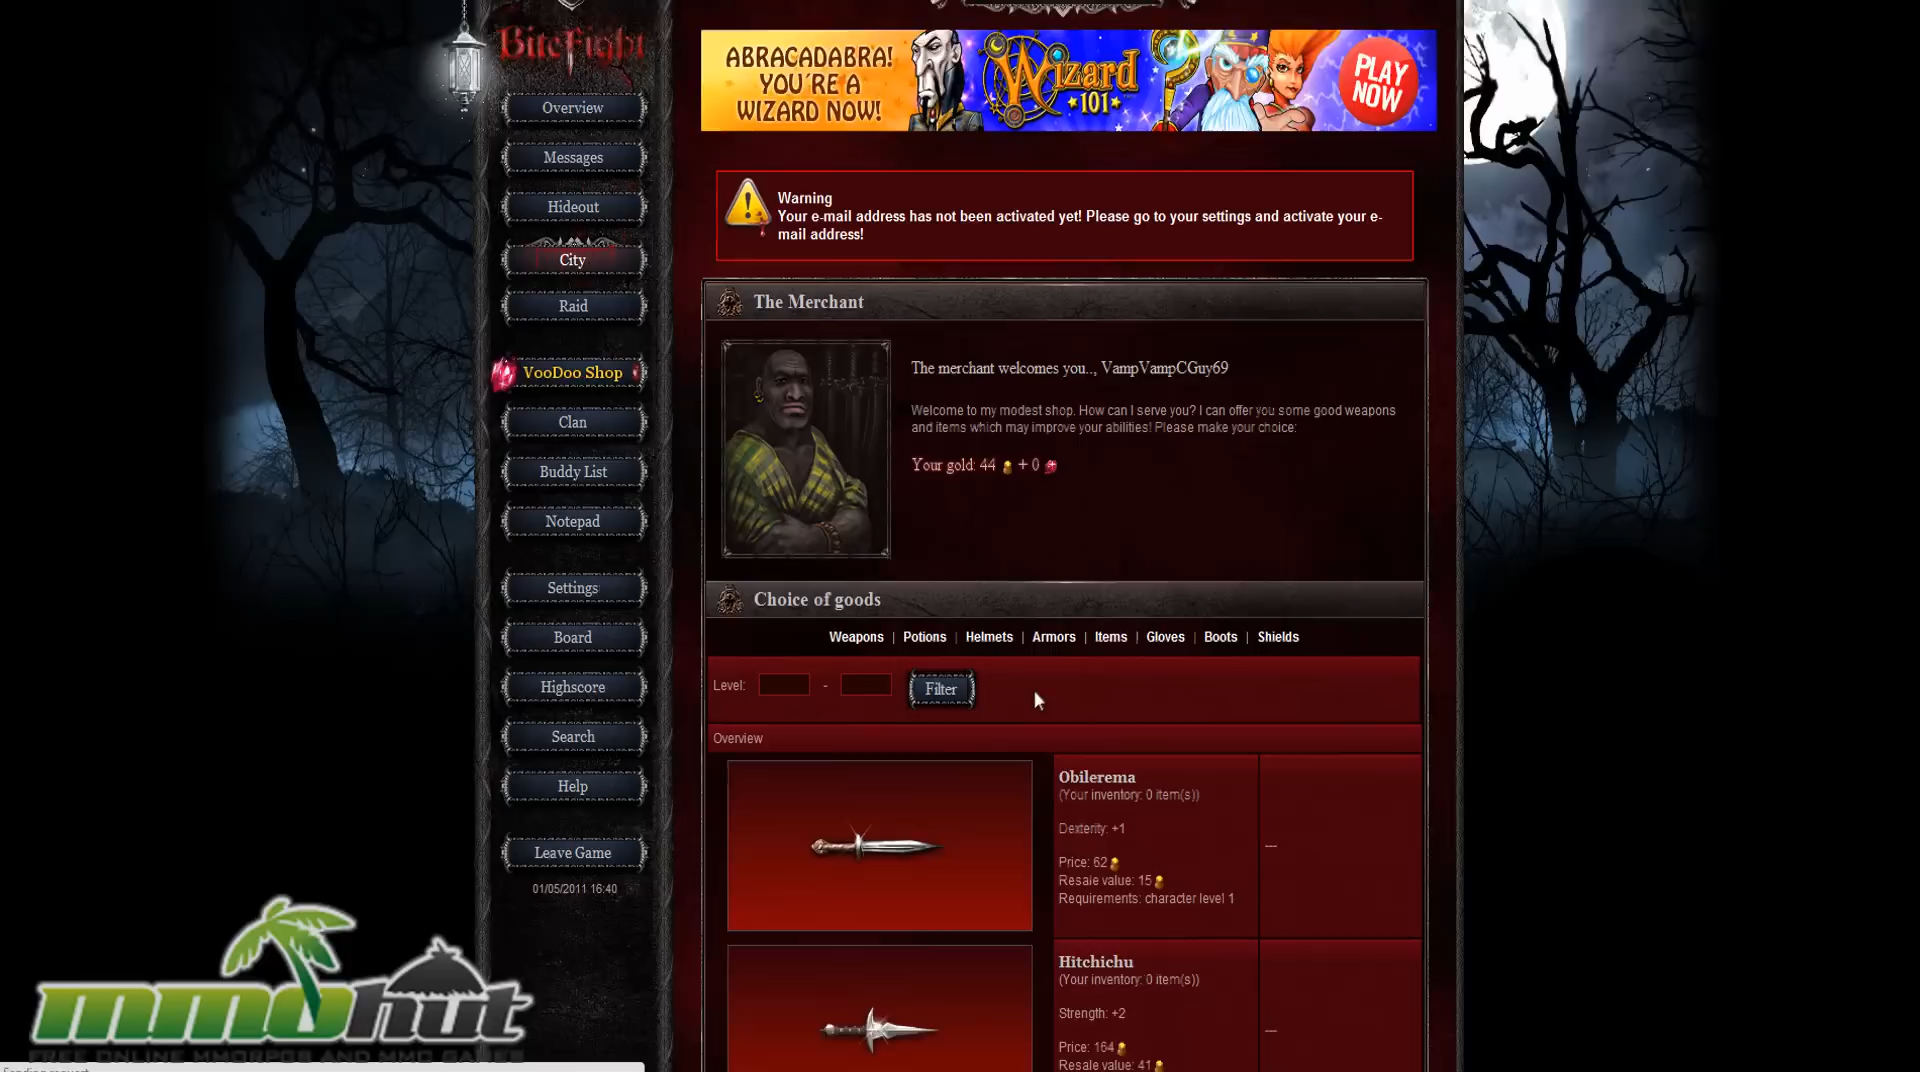 BiteFight
Overview
Messages
Hideout
City
Raid
VooDoo Shop
Clan
Buddy List
Notepad
Settings
Board
Highscore
Search
Help
Leave Game
01/05/2011 16:40
ABRACADABRA!
YOU'RE A
WIZARD NOW!
Wizard
101
PLAY
NOW
Warning
Your e-mail address has not been activated yet! Please go to your settings and activate your e-
mail address!
The Merchant
The merchant welcomes you.., VampVampCGuy69
Welcome to my modest shop. How can I serve you? I can offer you some good weapons
and items which may improve your abilities! Please make your choice:
Your gold: 44 + 0
Choice of goods
Weapons | Potions | Helmets | Armors | Items | Gloves | Boots | Shields
Level: - Filter
Overview
Obilerema
(Your inventory: 0 item(s))
Dexterity: +1
Price: 62
Resale value: 15
Requirements: character level 1
---
Hitchichu
(Your inventory: 0 item(s))
Strength: +2
Price: 164
Resale value: 41
---
mmohut
FREE ONLINE MMORPGS AND MMO GAMES